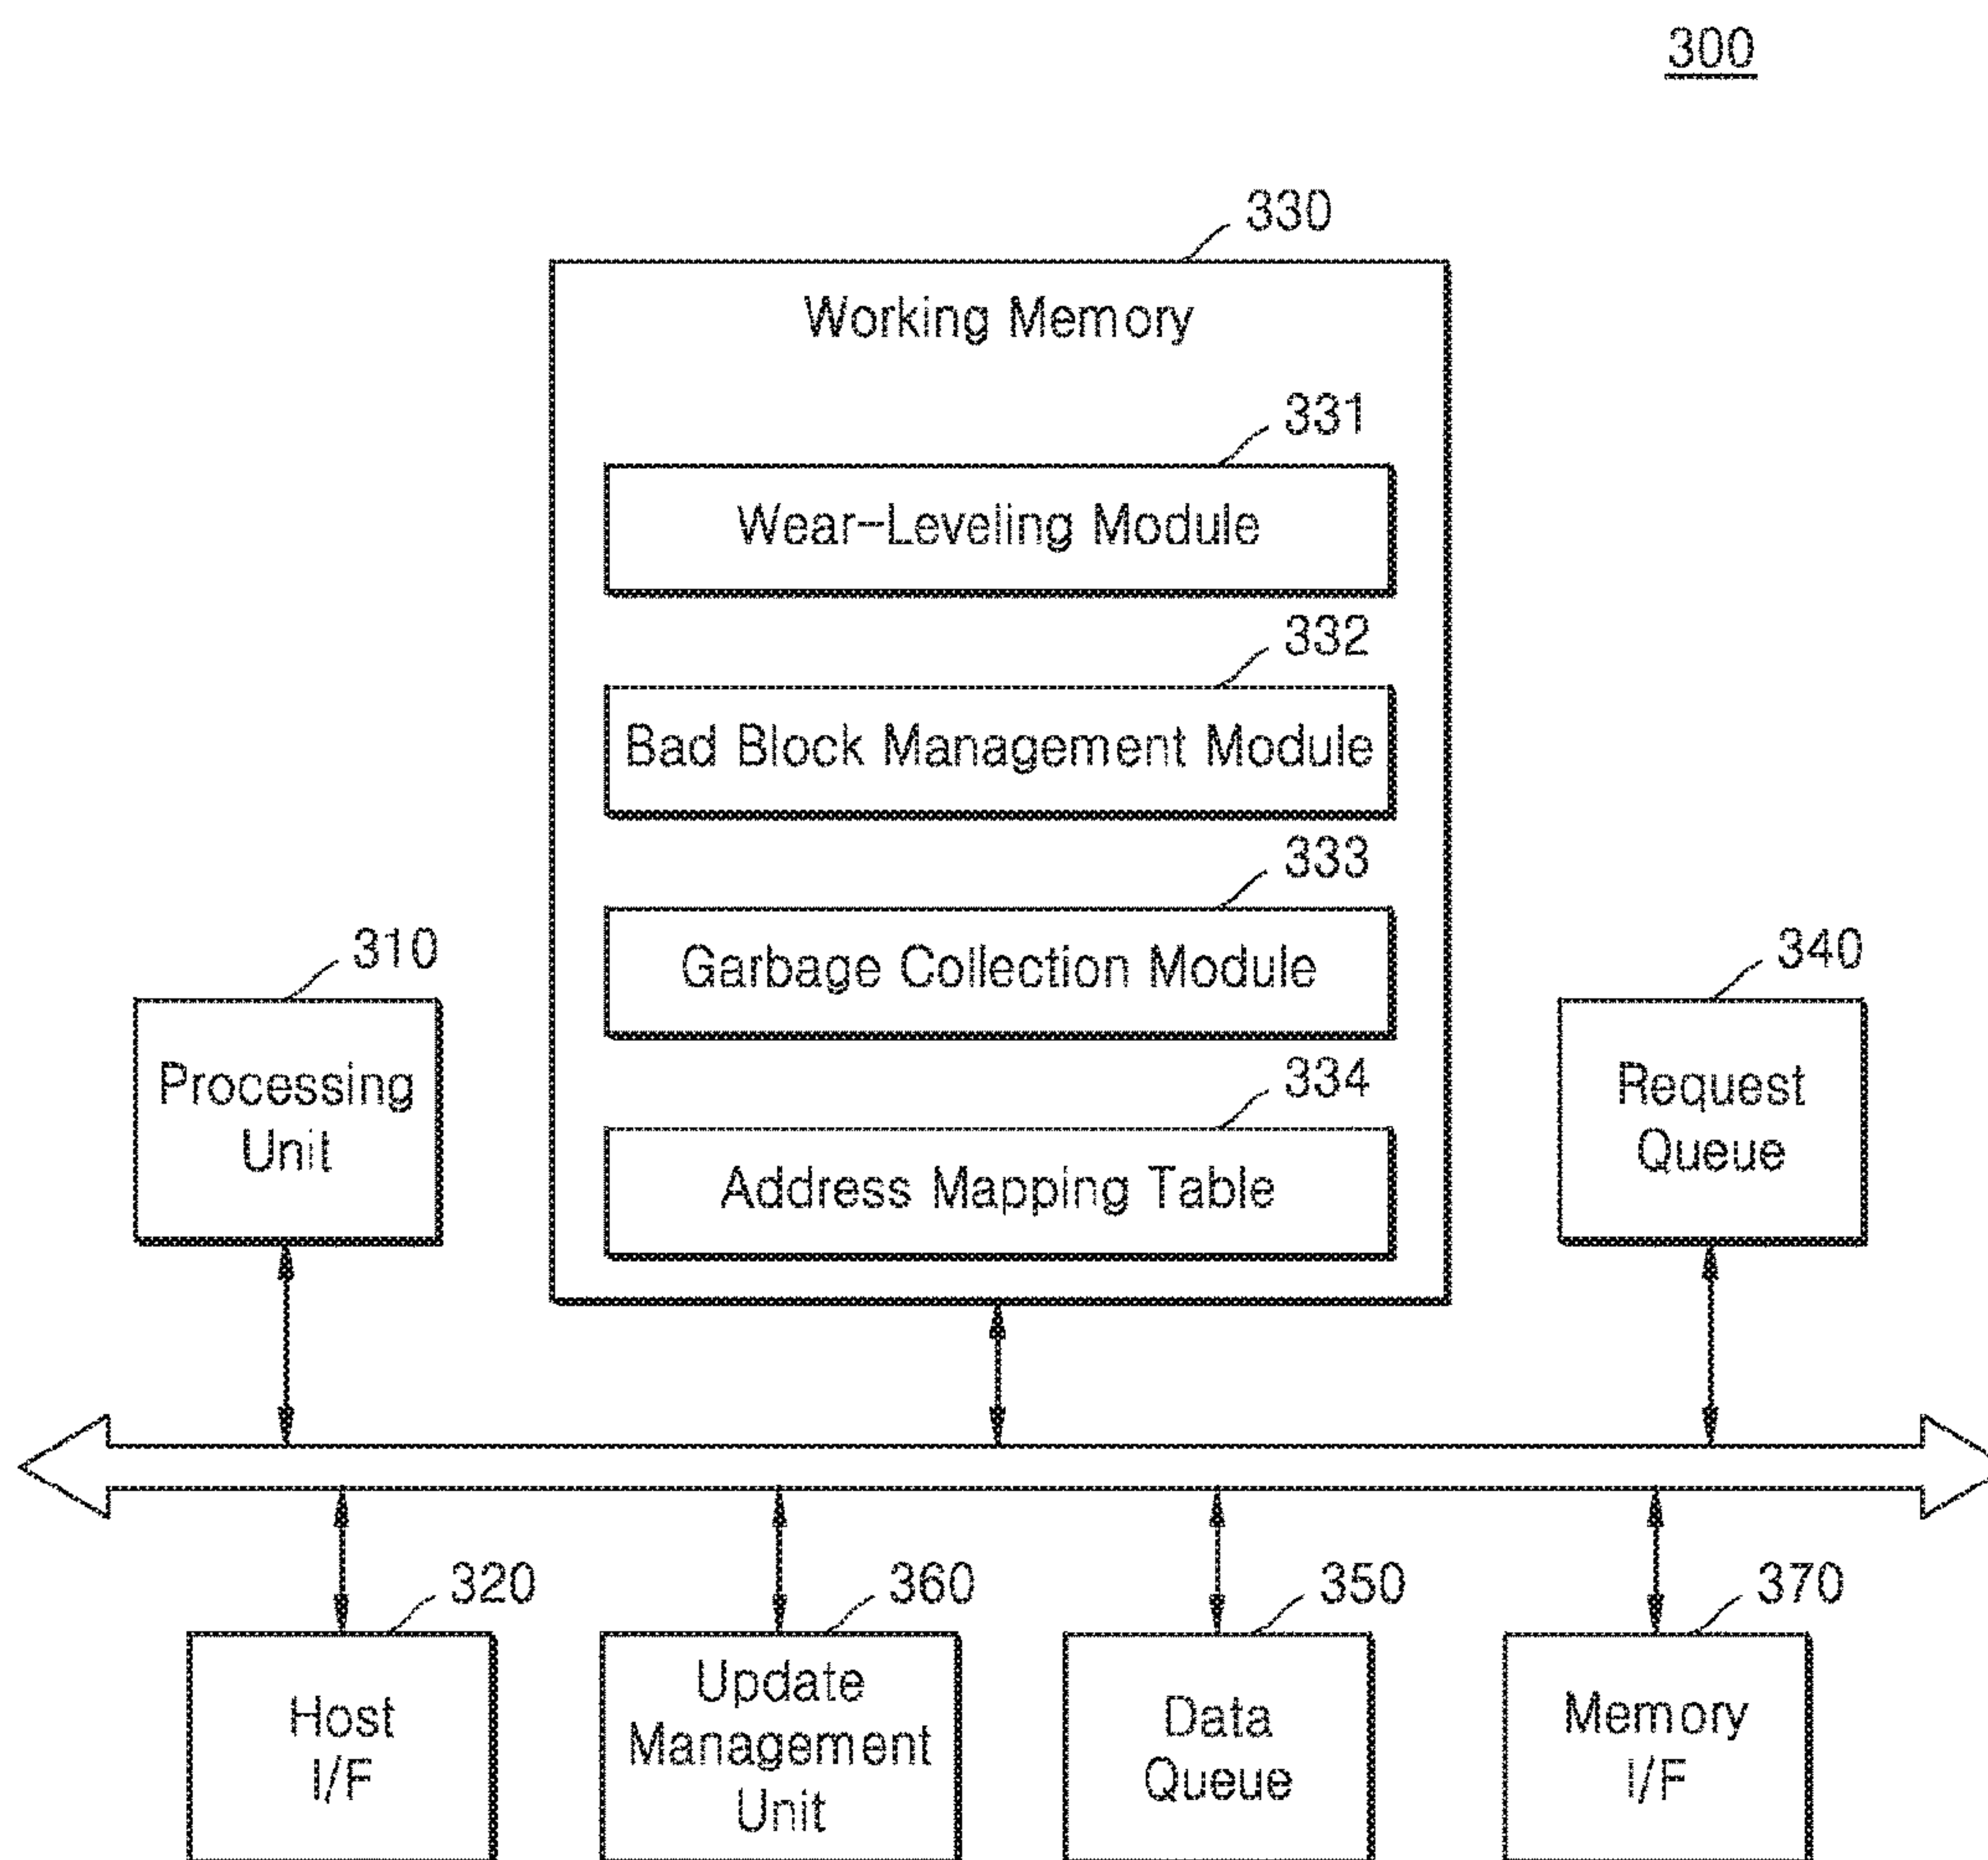 300
330
Working Memory
331
Wear-Leveling Module
332
Bad Block Management Module
333
Garbage Collection Module
334
Address Mapping Table
310
Processing
Unit
340
Request
Queue
320
Host
I/F
360
Update
Management
Unit
350
Data
Queue
370
Memory
I/F